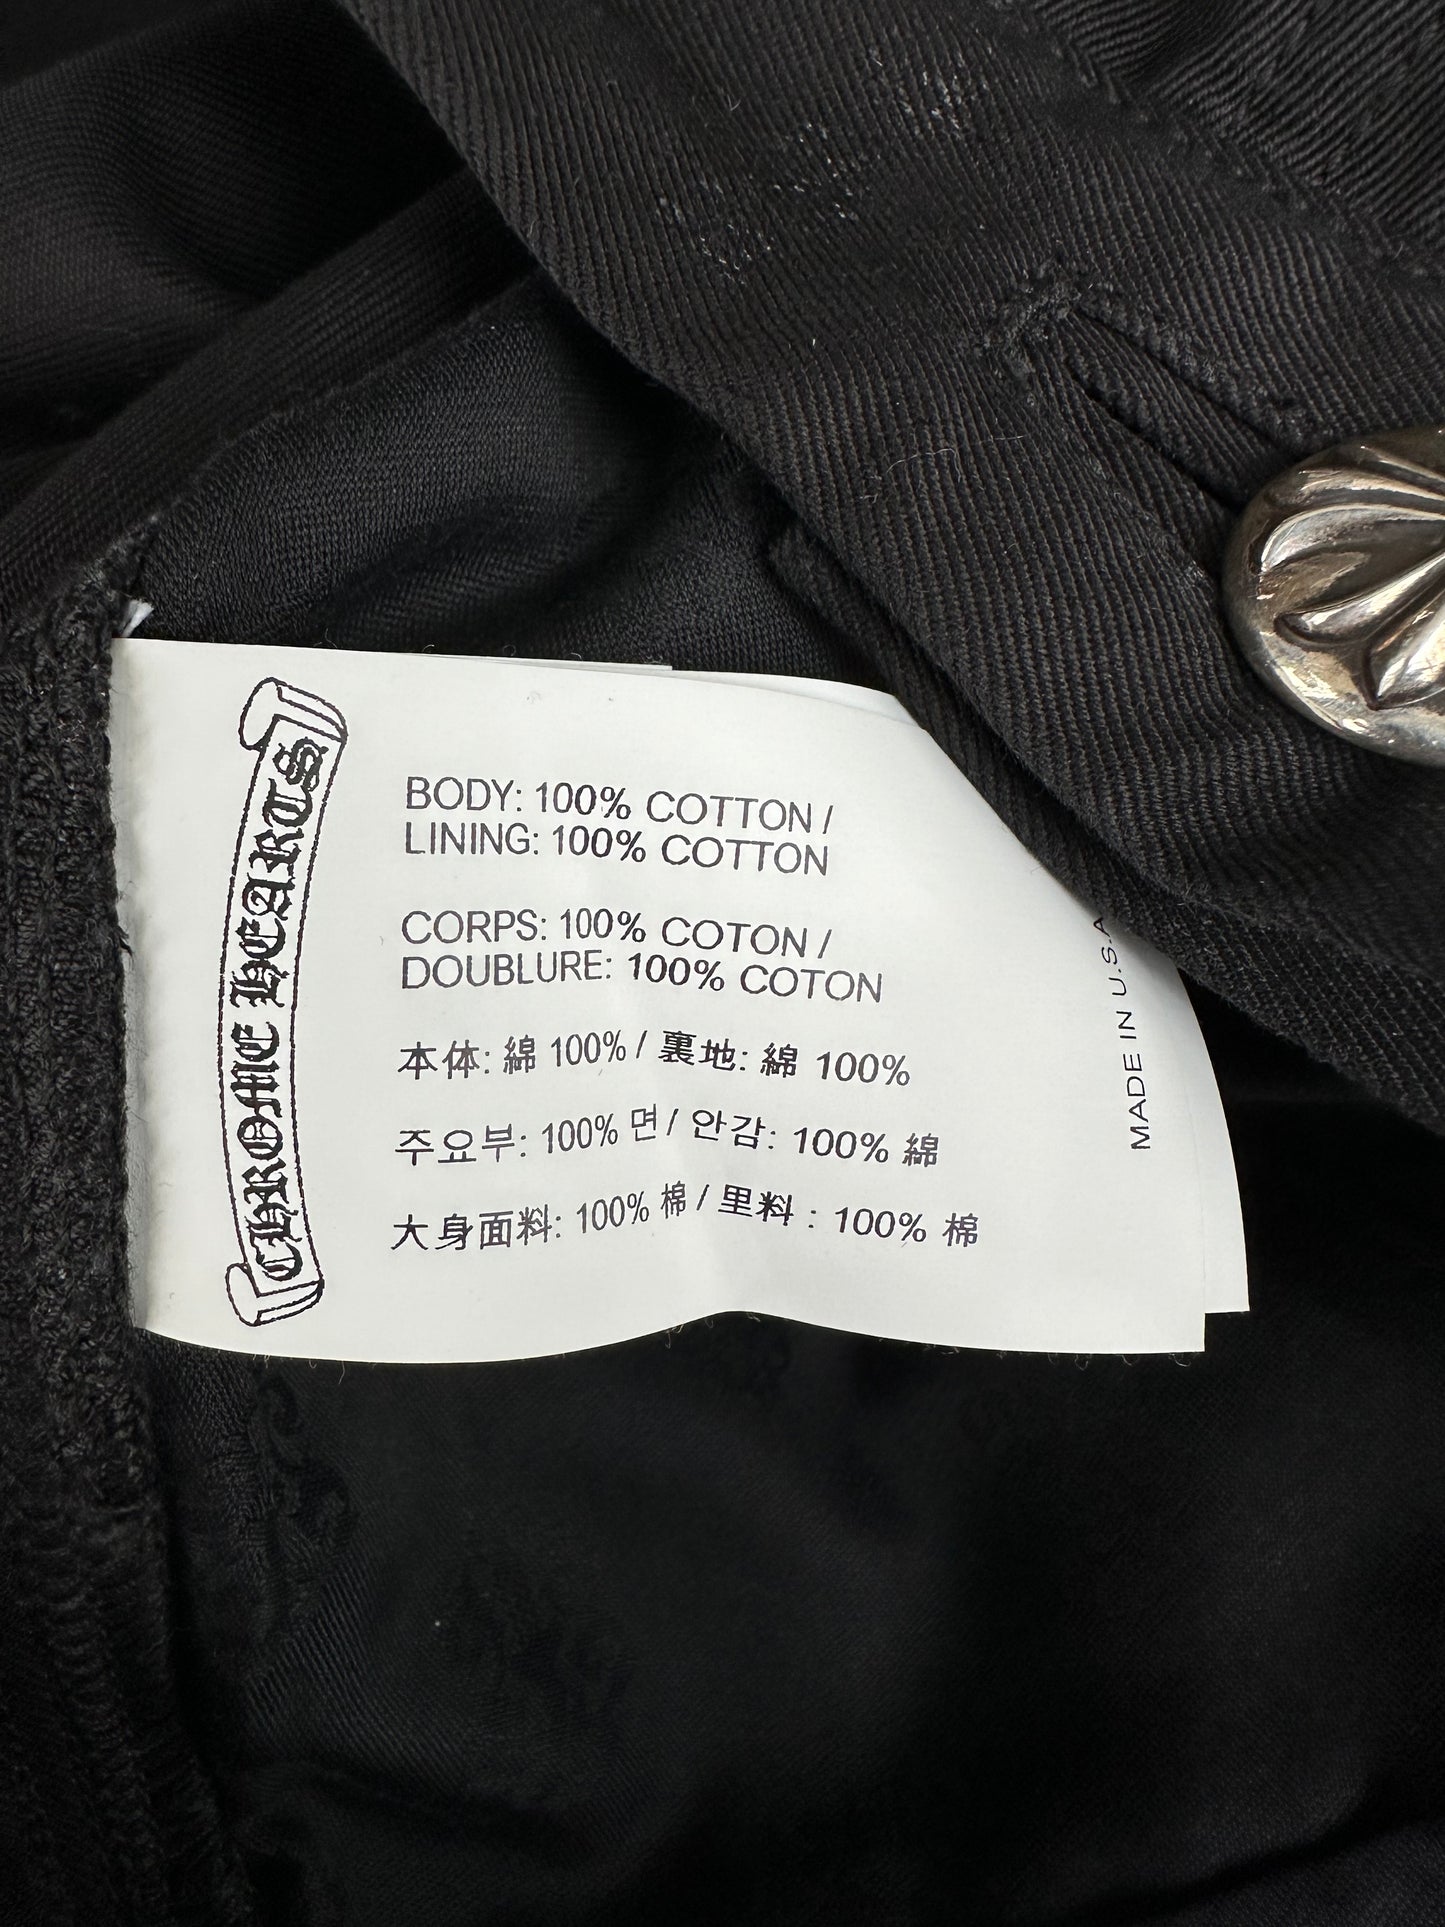 CHROME HEARTS
BODY: 100% COTTON /
LINING: 100% COTTON
CORPS: 100% COTON /
DOUBLURE: 100% COTON
本体: 綿 100% / 裏地: 綿 100%
주요부: 100% 면 / 안감: 100% 綿
大身面料: 100% 棉 / 里料 : 100% 棉
MADE IN U.S.A